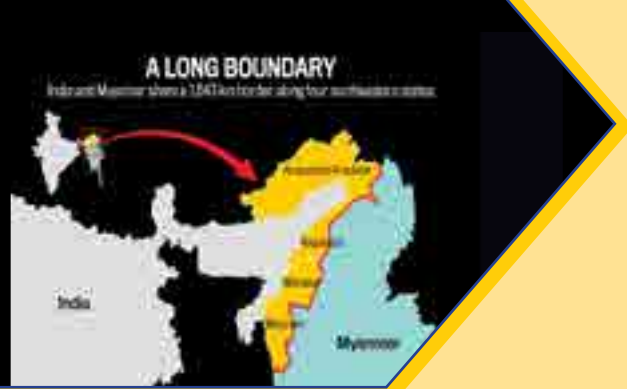 A LONG BOUNDARY
India and Myanmar share a 1,643 km border along four northeastern states
Arunachal Pradesh
Nagaland
Manipur
Mizoram
India
Myanmar